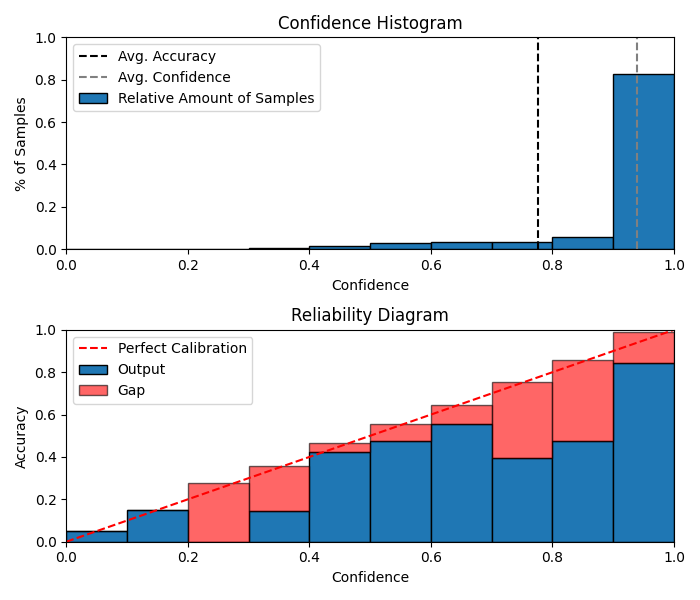 Confidence Histogram
1.0
0.8
0.6
0.4
0.2
0.0
% of Samples
Avg. Accuracy
Avg. Confidence
Relative Amount of Samples
0.0 0.2 0.4 0.6 0.8 1.0
Confidence
Reliability Diagram
1.0
0.8
0.6
0.4
0.2
0.0
Accuracy
Perfect Calibration
Output
Gap
0.0 0.2 0.4 0.6 0.8 1.0
Confidence